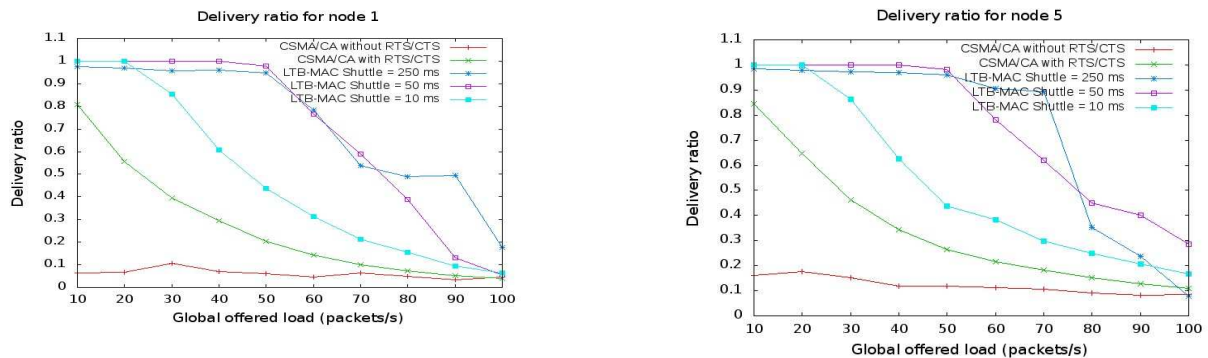 Delivery ratio for node 1
1.1
1
0.9
0.8
0.7
0.6
0.5
0.4
0.3
0.2
0.1
0
Delivery ratio
CSMA/CA without RTS/CTS
CSMA/CA with RTS/CTS
LTB-MAC Shuttle = 250 ms
LTB-MAC Shuttle = 50 ms
LTB-MAC Shuttle = 10 ms
10 20 30 40 50 60 70 80 90 100
Global offered load (packets/s)
Delivery ratio for node 5
1.1
1
0.9
0.8
0.7
0.6
0.5
0.4
0.3
0.2
0.1
0
Delivery ratio
CSMA/CA without RTS/CTS
CSMA/CA with RTS/CTS
LTB-MAC Shuttle = 250 ms
LTB-MAC Shuttle = 50 ms
LTB-MAC Shuttle = 10 ms
10 20 30 40 50 60 70 80 90 100
Global offered load (packets/s)